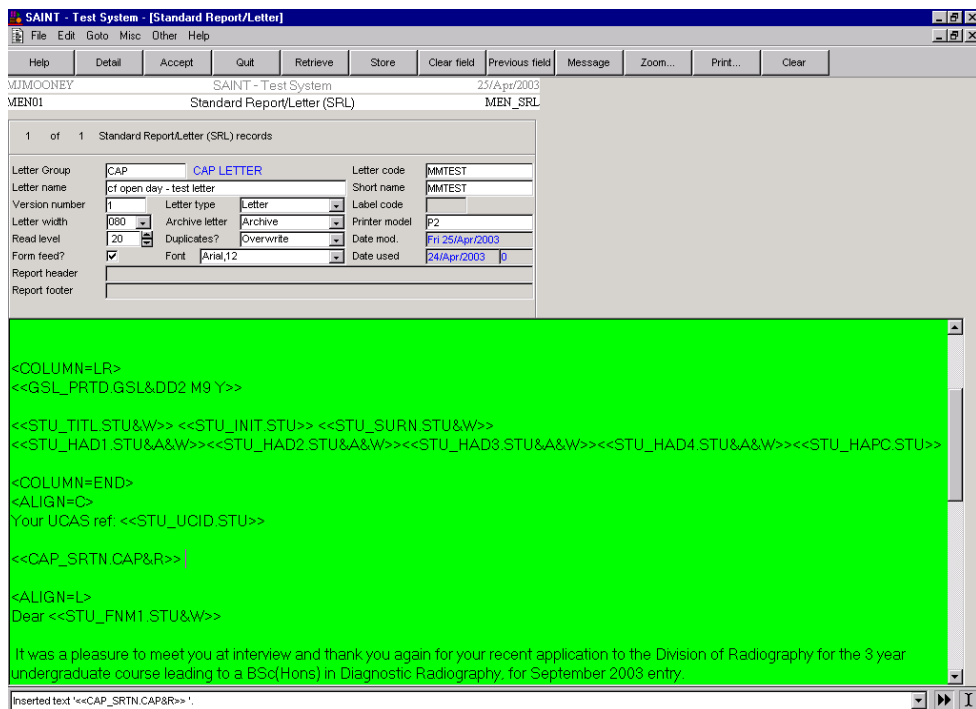 SAINT - Test System - [Standard Report/Letter]
File Edit Goto Misc Other Help
Help Detail Accept Quit Retrieve Store Clear field Previous field Message Zoom... Print... Clear
MJMOONEY SAINT - Test System 25/Apr/2003
MEN01 Standard Report/Letter (SRL) MEN_SRL
1 of 1 Standard Report/Letter (SRL) records
Letter Group CAP CAP LETTER Letter code MMTEST
Letter name cf open day - test letter Short name MMTEST
Version number 1 Letter type Letter Label code
Letter width 080 Archive letter Archive Printer model P2
Read level 20 Duplicates? Overwrite Date mod. Fri 25/Apr/2003
Form feed? Font Arial,12 Date used 24/Apr/2003 0
Report header
Report footer
<COLUMN=LR>
<<GSL_PRTD.GSL&DD2 M9 Y>>
<<STU_TITL.STU&W>> <<STU_INIT.STU>> <<STU_SURN.STU&W>>
<<STU_HAD1.STU&A&W>><<STU_HAD2.STU&A&W>><<STU_HAD3.STU&A&W>><<STU_HAD4.STU&A&W>><<STU_HAPC.STU>>
<COLUMN=END>
<ALIGN=C>
Your UCAS ref: <<STU_UCID.STU>>
<<CAP_SRTN.CAP&R>>
<ALIGN=L>
Dear <<STU_FNM1.STU&W>>
It was a pleasure to meet you at interview and thank you again for your recent application to the Division of Radiography for the 3 year
undergraduate course leading to a BSc(Hons) in Diagnostic Radiography, for September 2003 entry.
Inserted text '<<CAP_SRTN.CAP&R>> '.